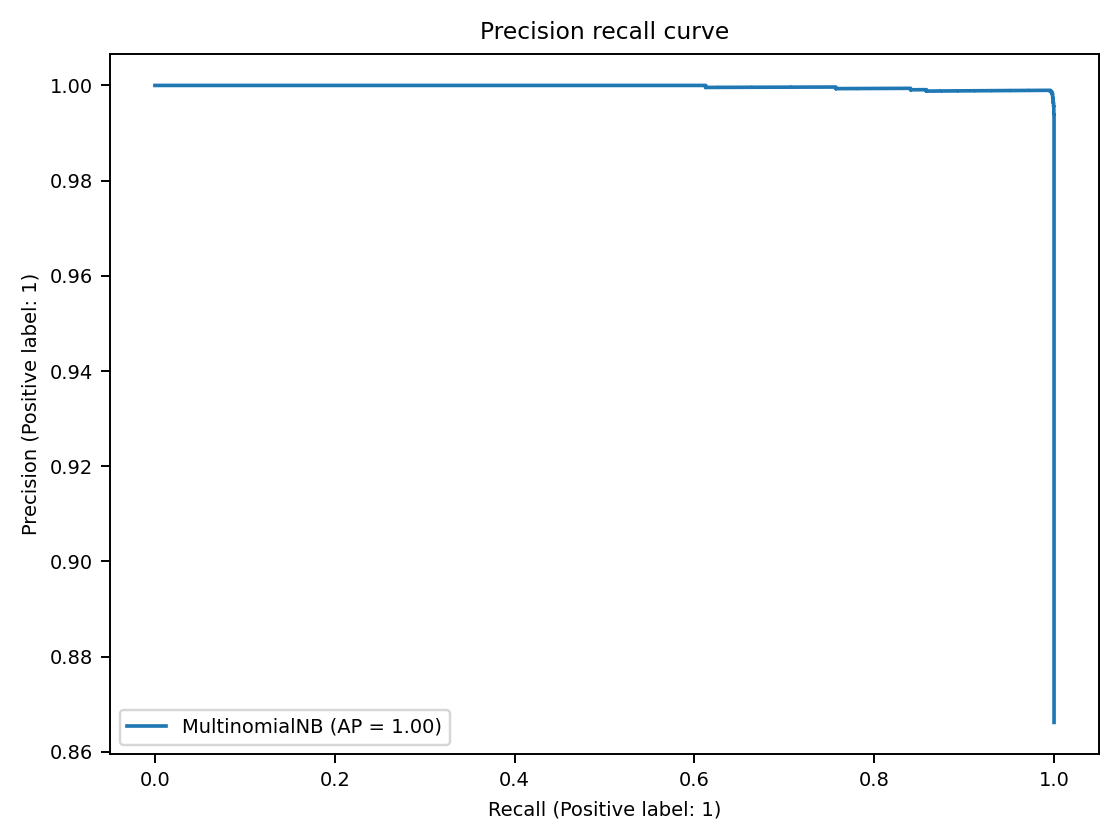 Precision recall curve
1.00
0.98
0.96
0.94
0.92
0.90
0.88
0.86
Precision (Positive label: 1)
MultinomialNB (AP = 1.00)
0.0 0.2 0.4 0.6 0.8 1.0
Recall (Positive label: 1)